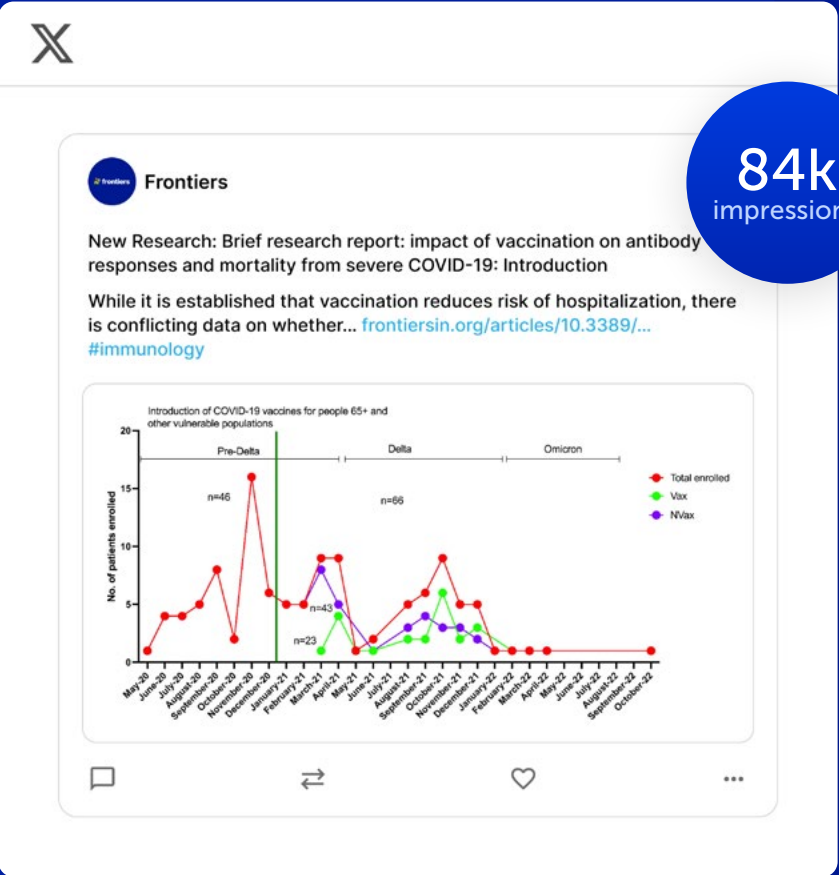 X
84k
impression
frontiers
Frontiers
New Research: Brief research report: impact of vaccination on antibody
responses and mortality from severe COVID-19: Introduction
While it is established that vaccination reduces risk of hospitalization, there
is conflicting data on whether... frontiersin.org/articles/10.3389/...
#immunology
Introduction of COVID-19 vaccines for people 65+ and
other vulnerable populations
Pre-Delta
Delta
Omicron
No. of patients enrolled
20
15
10
5
0
n=46
n=66
n=43
n=23
Total enrolled
Vax
NVax
May-20
June-20
July-20
August-20
September-20
October-20
November-20
December-20
January-21
February-21
March-21
April-21
May-21
June-21
July-21
August-21
September-21
October-21
November-21
December-21
January-22
February-22
March-22
April-22
May-22
June-22
July-22
August-22
September-22
October-22